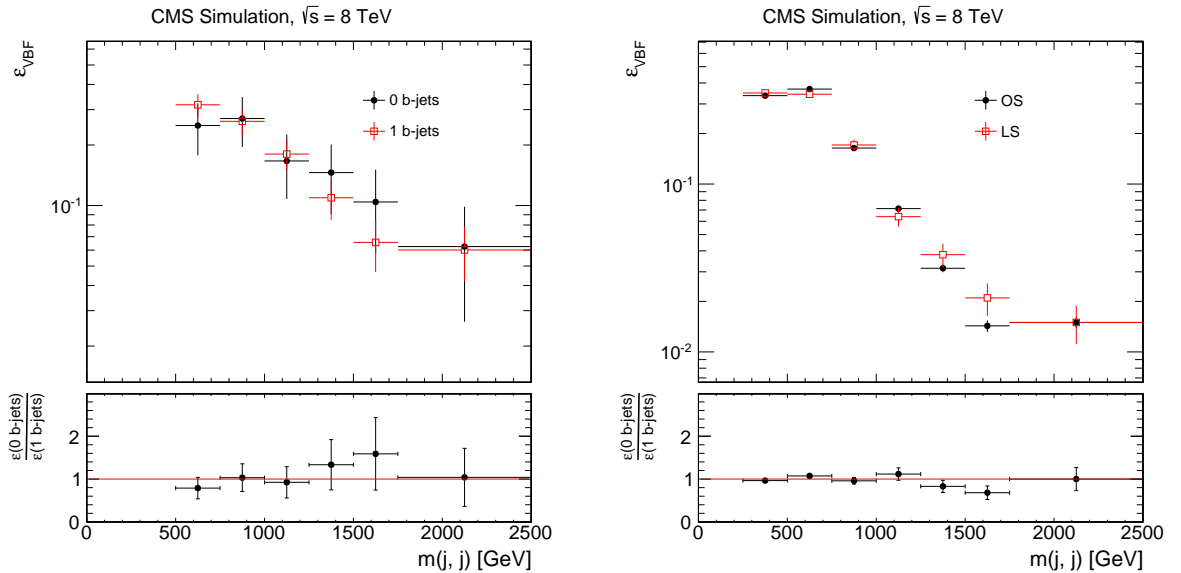 CMS Simulation, √s = 8 TeV
ε_VBF
0 b-jets
1 b-jets
10⁻¹
ε(0 b-jets)
ε(1 b-jets)
2
1
0
0 500 1000 1500 2000 2500
m(j, j) [GeV]
CMS Simulation, √s = 8 TeV
ε_VBF
OS
LS
10⁻¹
10⁻²
ε(0 b-jets)
ε(1 b-jets)
2
1
0
0 500 1000 1500 2000 2500
m(j, j) [GeV]